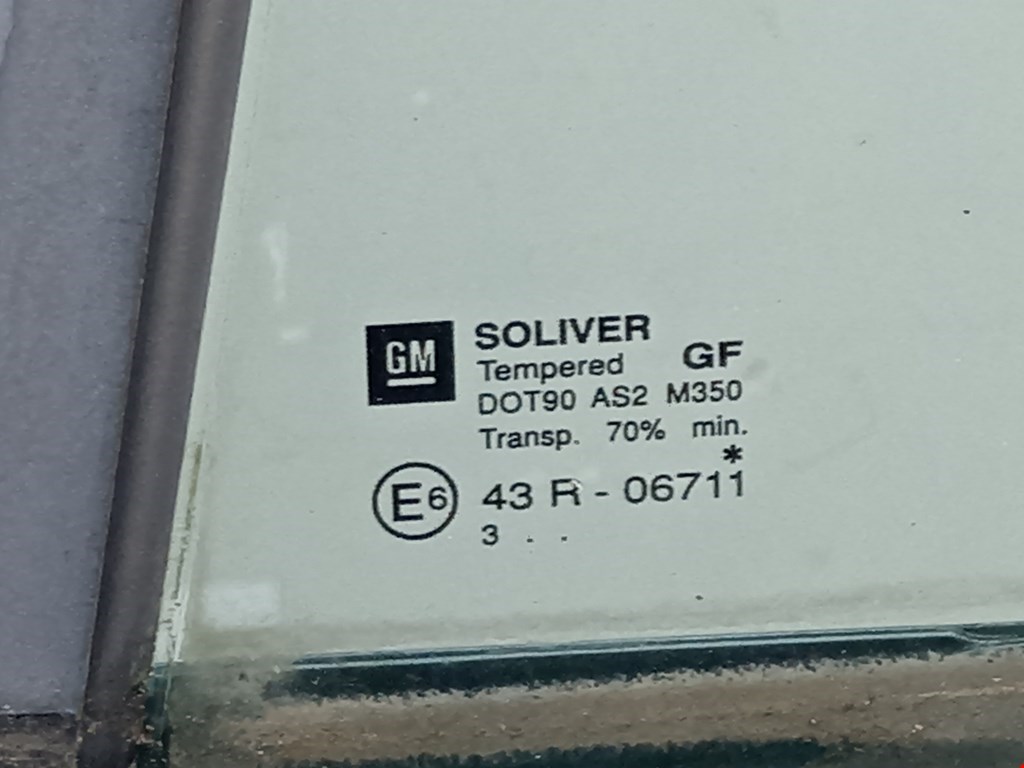 GM
SOLIVER
Tempered GF
DOT90 AS2 M350
Transp. 70% min.
*
E6 43 R - 06711
3 . .